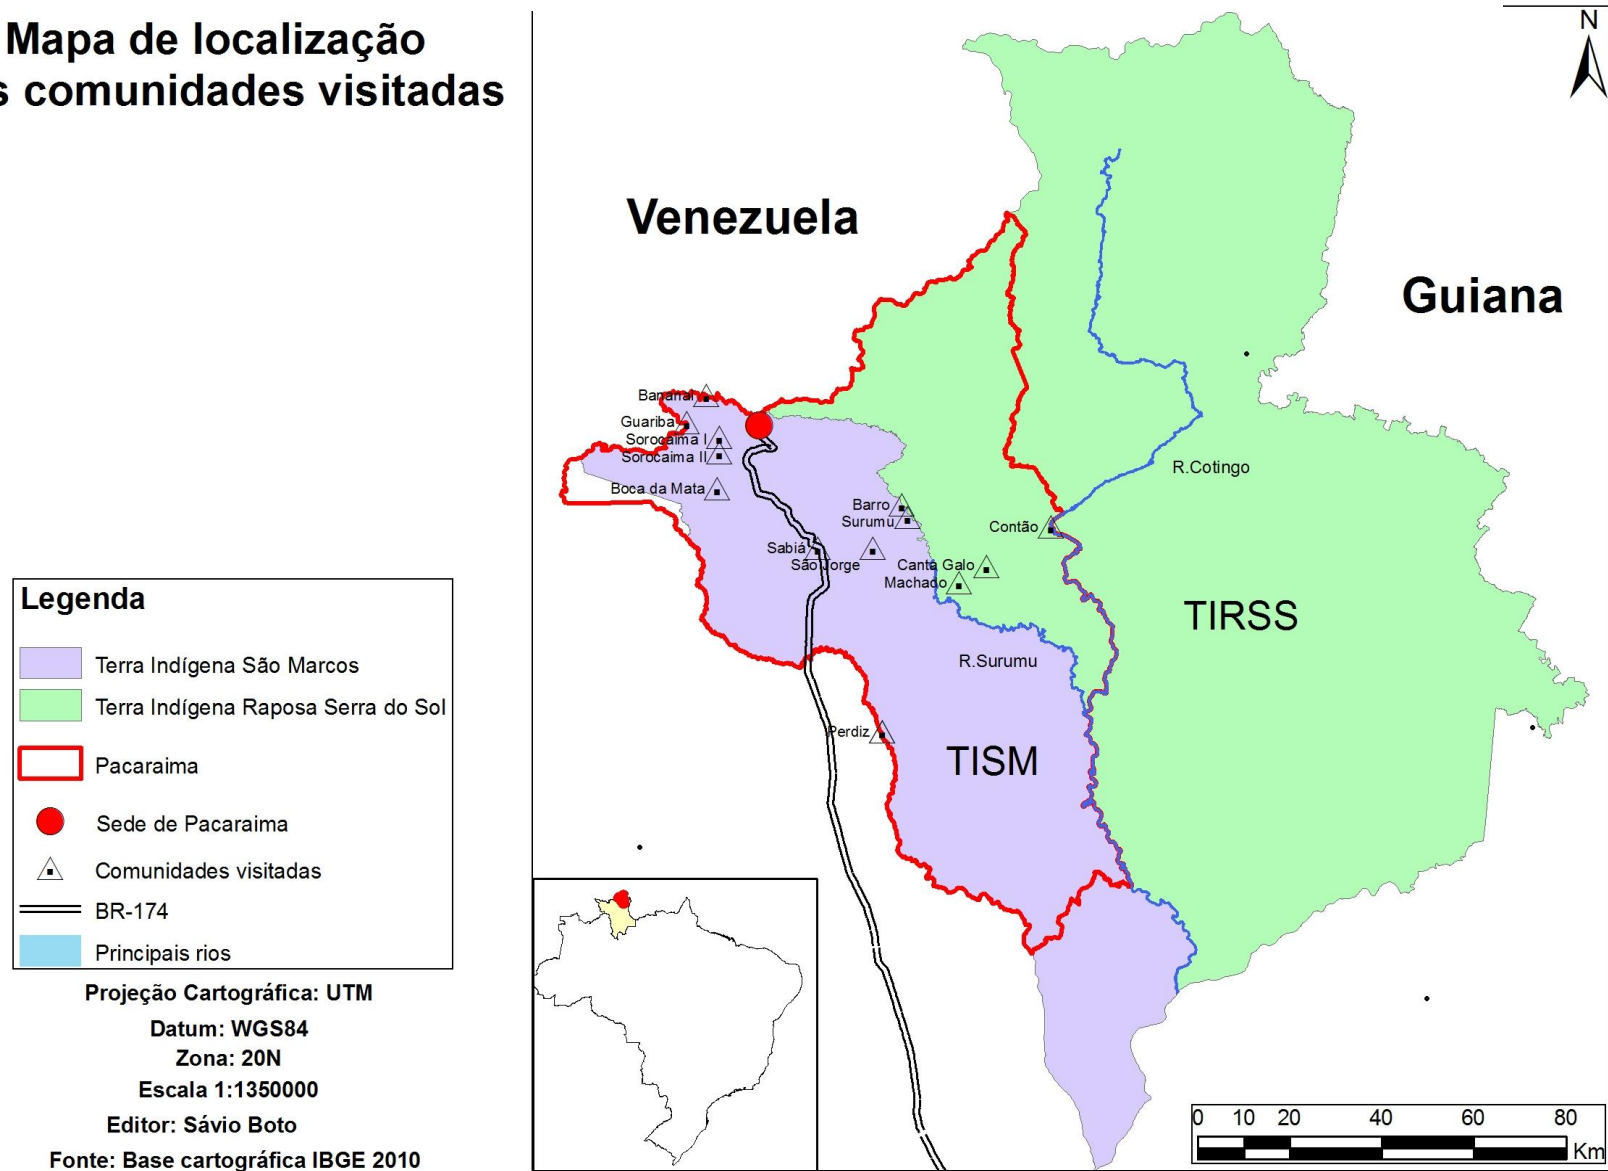 Mapa de localização
s comunidades visitadas
N
Venezuela
Guiana
Bananal
Guariba
Sorocaima I
Sorocaima II
Boca da Mata
R.Cotingo
Barro
Surumu
Contão
Sabiá
São Jorge
Canta Galo
Machado
TIRSS
R.Surumu
Perdiz
TISM
Legenda
Terra Indígena São Marcos
Terra Indígena Raposa Serra do Sol
Pacaraima
Sede de Pacaraima
Comunidades visitadas
BR-174
Principais rios
Projeção Cartográfica: UTM
Datum: WGS84
Zona: 20N
Escala 1:1350000
Editor: Sávio Boto
Fonte: Base cartográfica IBGE 2010
0 10 20 40 60 80
Km